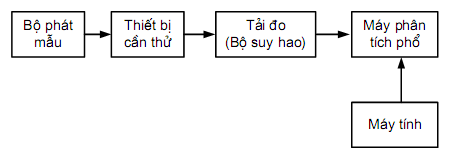 Bộ phát
mẫu
Thiết bị
cần thử
Tải đo
(Bộ suy hao)
Máy phân
tích phổ
Máy tính